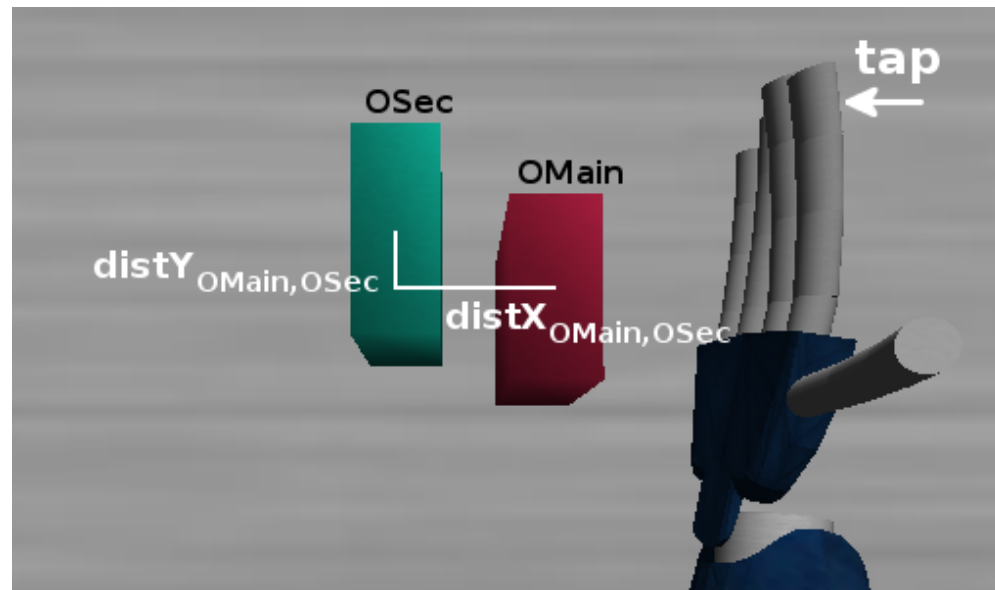 tap
OSec
OMain
distY OMain,OSec
distX OMain,OSec